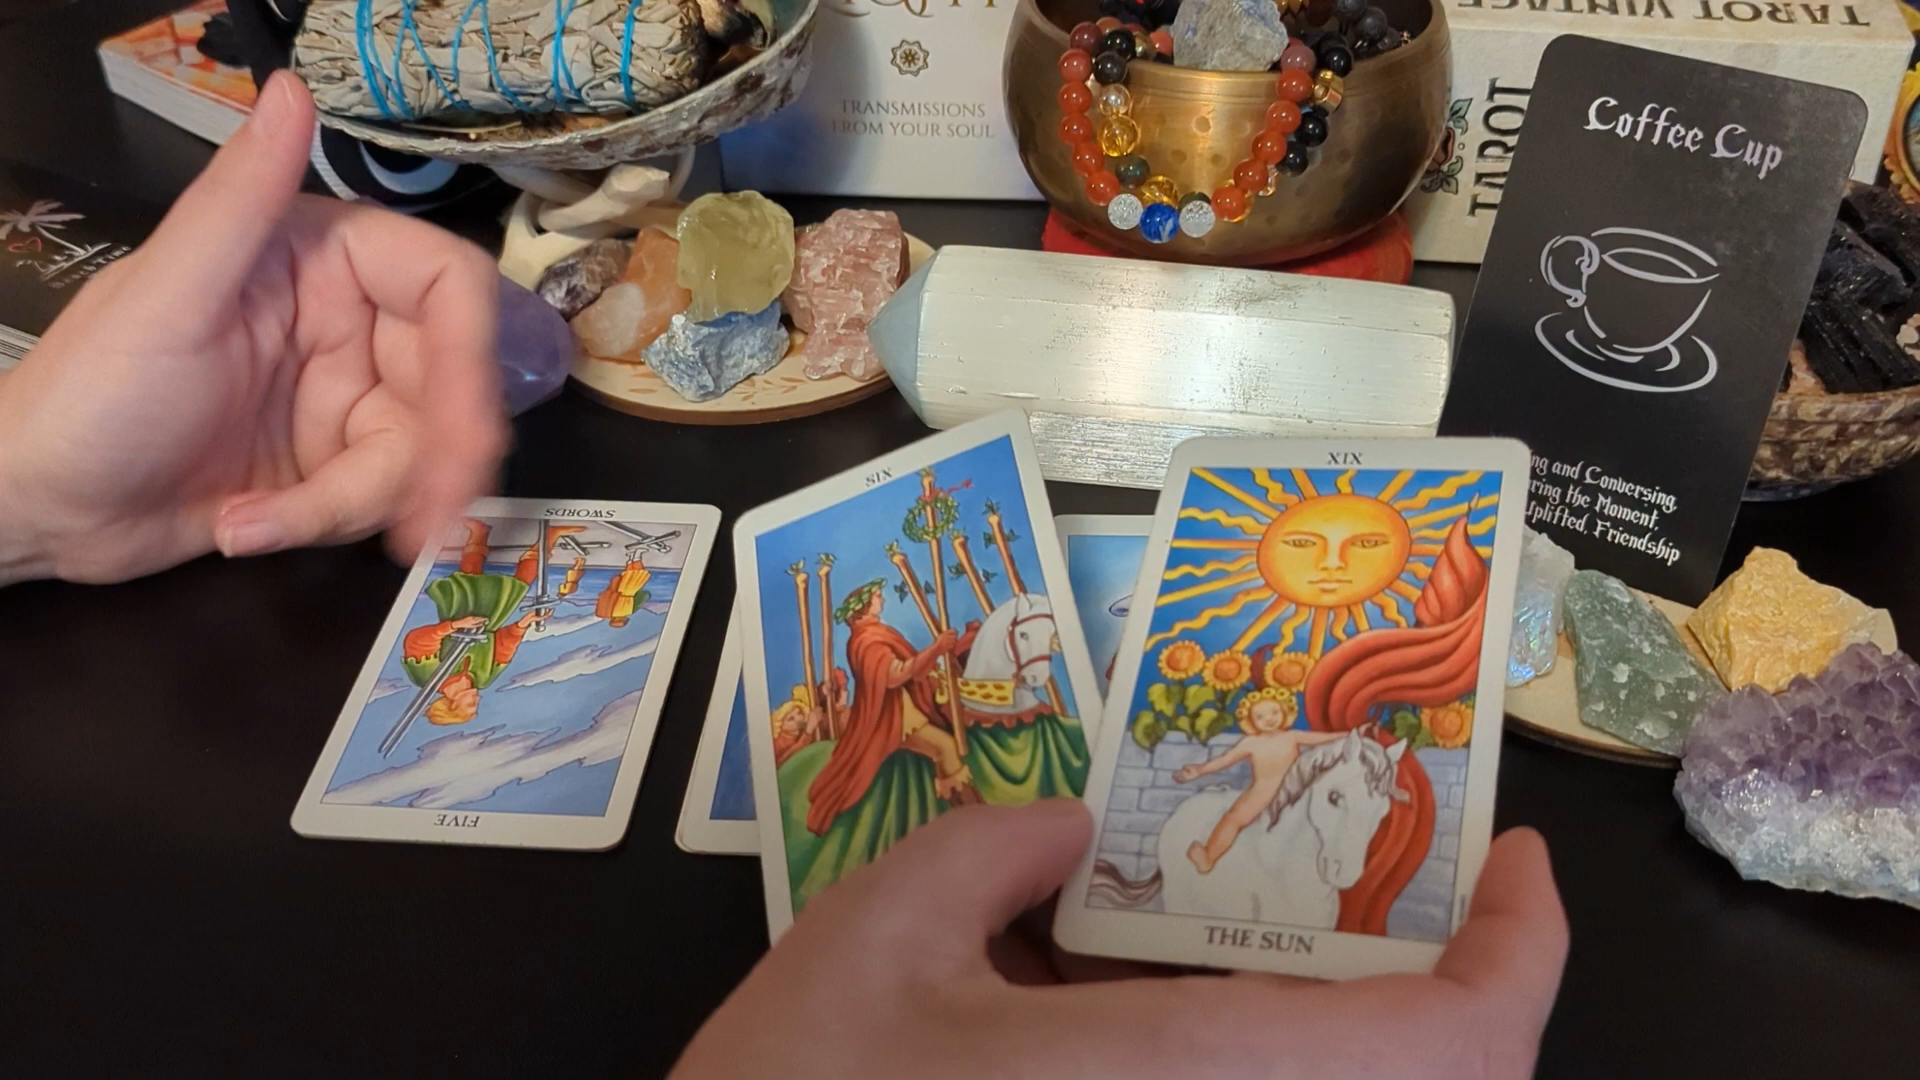 TRANSMISSIONS
FROM YOUR SOUL
TAROT VINTAGE
TAROT
Coffee Cup
ng and Conversing,
ring the Moment,
Uplifted, Friendship
SWORDS
FIVE
SIX
XIX
THE SUN